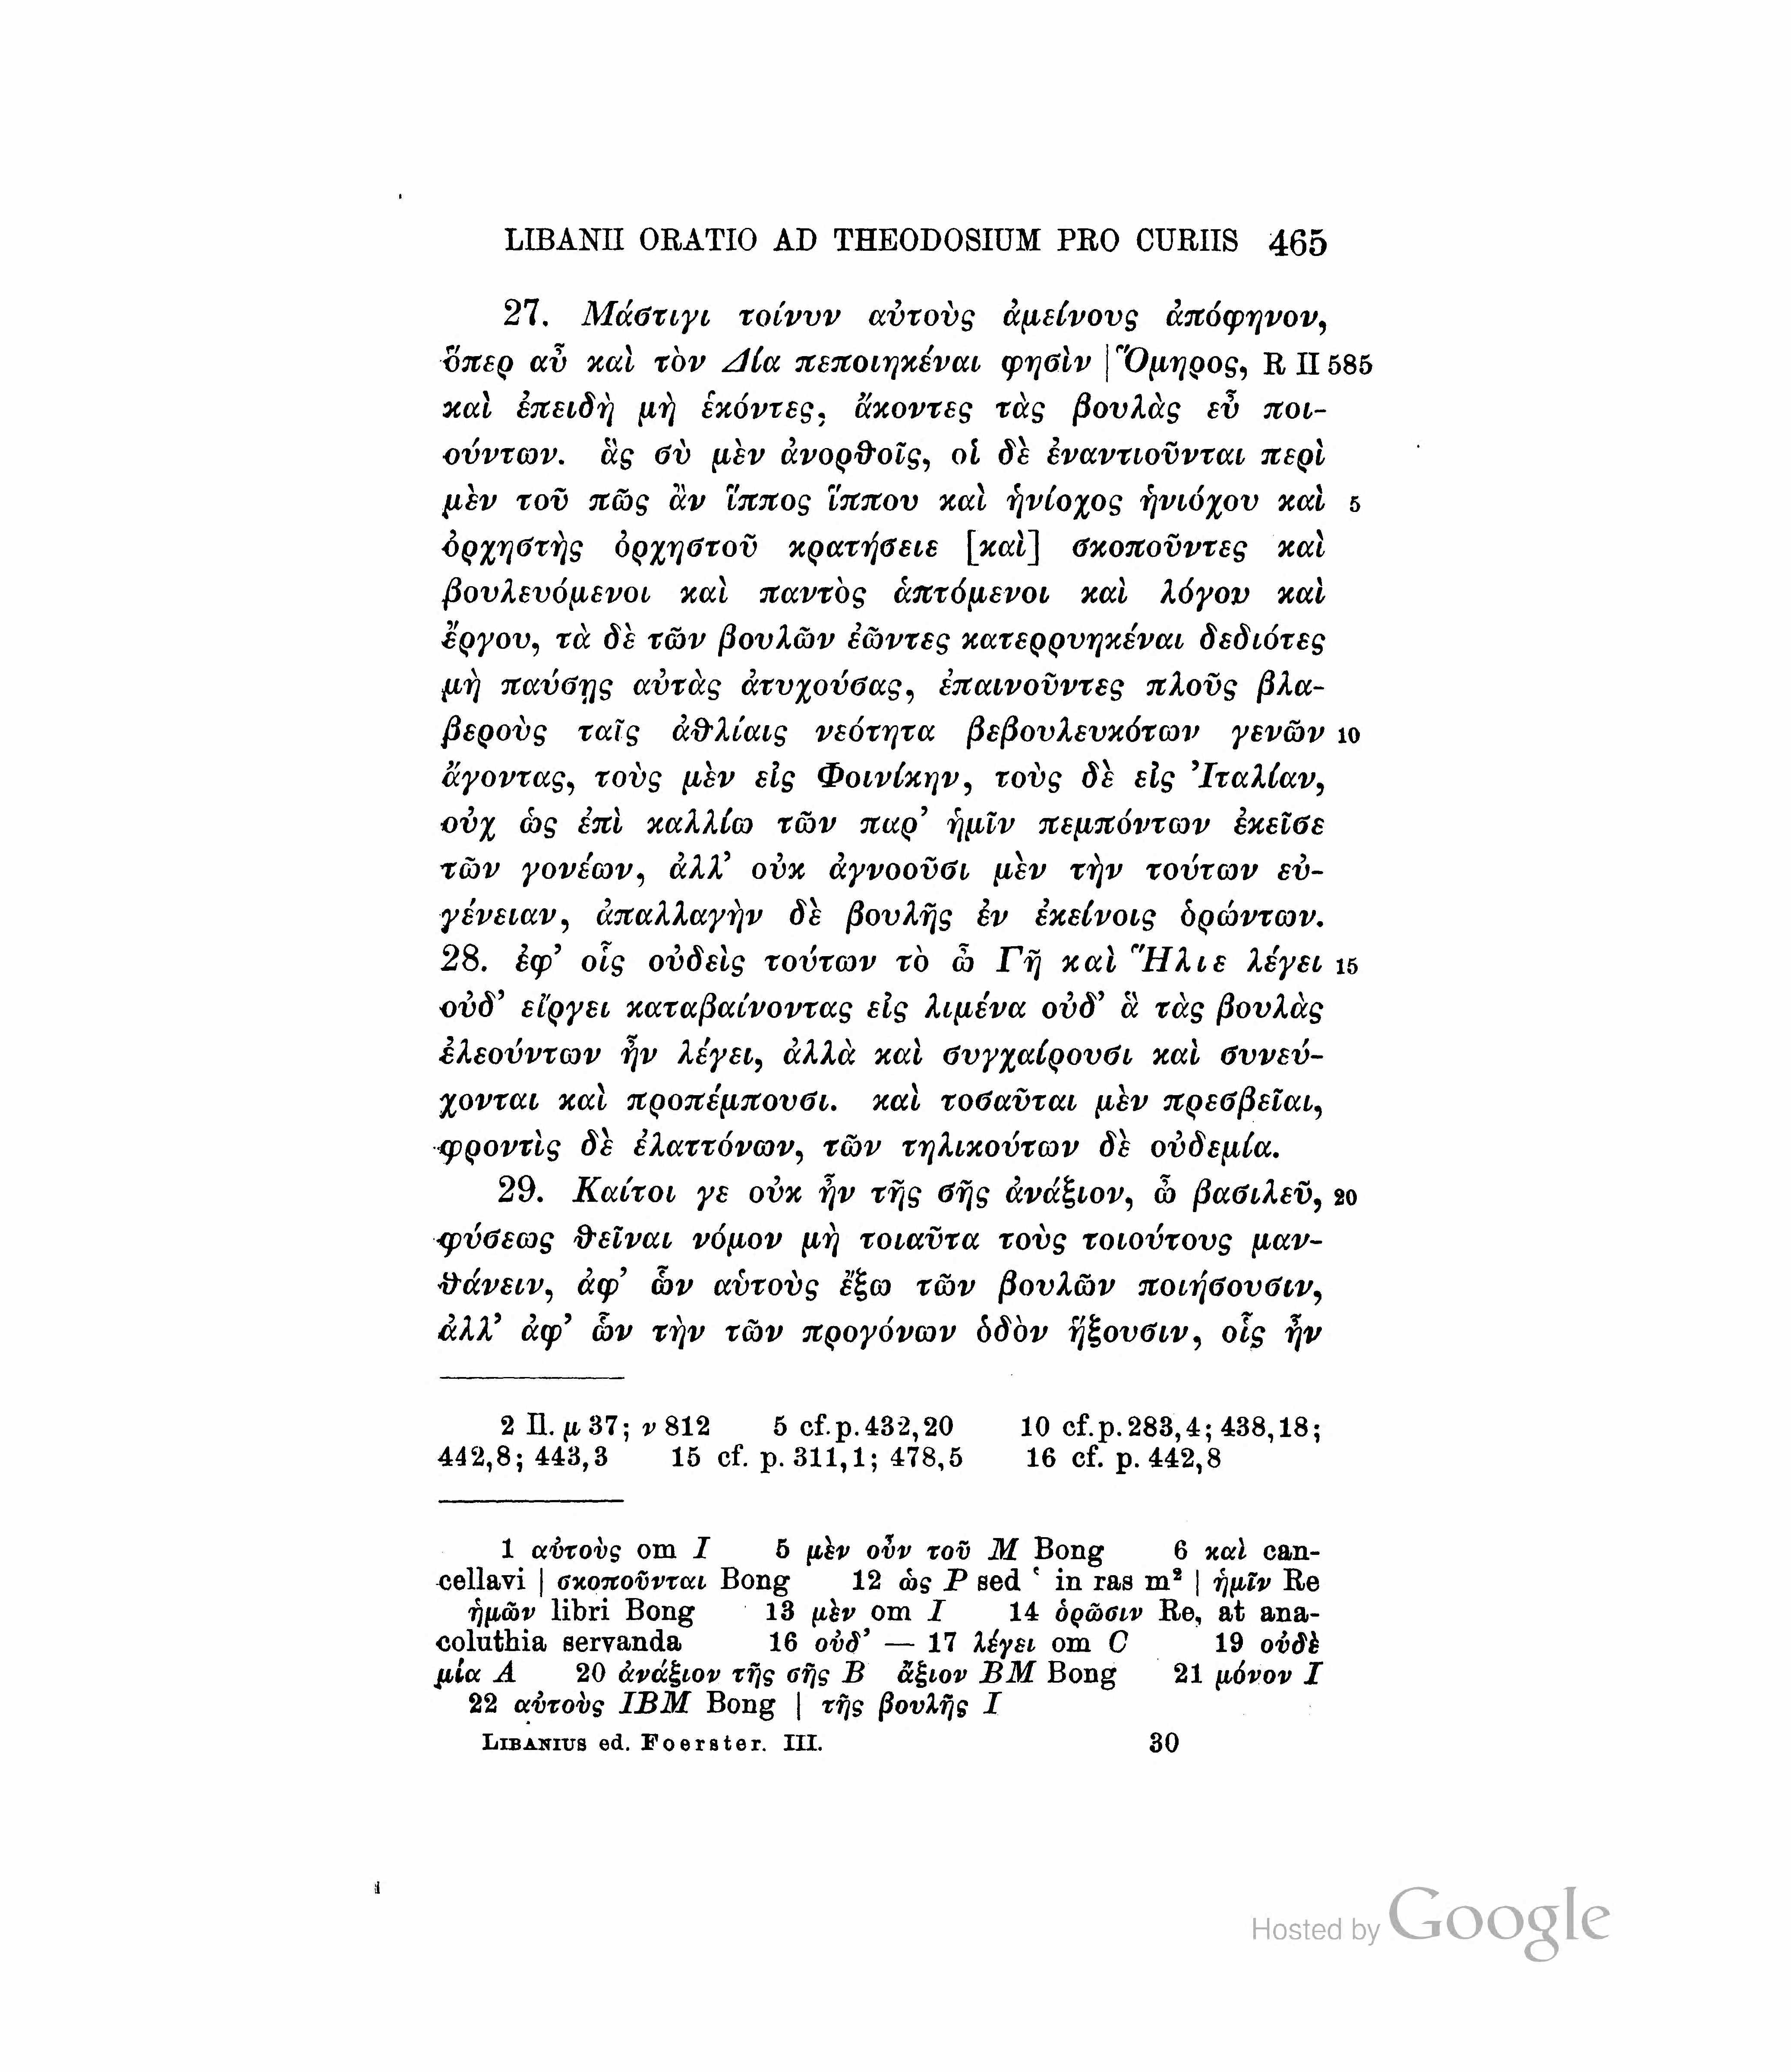 LIBANII ORATIO AD THEODOSIUM PRO CURIIS 465
27. Μάστιγι τοίνυν αὐτοὺς ἀμείνους ἀπόφηνον,
ὅπερ αὖ καὶ τὸν Δία πεποιηκέναι φησὶν | Ὅμηρος, R II 585
καὶ ἐπειδὴ μὴ ἑκόντες, ἄκοντες τὰς βουλὰς εὖ ποι-
ούντων. ἃς σὺ μὲν ἀνορθοῖς, οἱ δὲ ἐναντιοῦνται περὶ
μὲν τοῦ πῶς ἂν ἵππος ἵππου καὶ ἡνίοχος ἡνιόχου καὶ 5
ὀρχηστὴς ὀρχηστοῦ κρατήσειε [καὶ] σκοποῦντες καὶ
βουλευόμενοι καὶ παντὸς ἁπτόμενοι καὶ λόγου καὶ
ἔργου, τὰ δὲ τῶν βουλῶν ἐῶντες κατερρυηκέναι δεδιότες
μὴ παύσῃς αὐτὰς ἀτυχούσας, ἐπαινοῦντες πλοῦς βλα-
βεροὺς ταῖς ἀθλίαις νεότητα βεβουλευκότων γενῶν 10
ἄγοντας, τοὺς μὲν εἰς Φοινίκην, τοὺς δὲ εἰς Ἰταλίαν,
οὐχ ὡς ἐπὶ καλλίω τῶν παρ’ ἡμῖν πεμπόντων ἐκεῖσε
τῶν γονέων, ἀλλ’ οὐκ ἀγνοοῦσι μὲν τὴν τούτων εὐ-
γένειαν, ἀπαλλαγὴν δὲ βουλῆς ἐν ἐκείνοις ὁρώντων.
28. ἐφ’ οἷς οὐδεὶς τούτων τὸ ὦ Γῆ καὶ Ἥλιε λέγει 15
οὐδ’ εἴργει καταβαίνοντας εἰς λιμένα οὐδ’ ἃ τὰς βουλὰς
ἐλεούντων ἦν λέγει, ἀλλὰ καὶ συγχαίρουσι καὶ συνεύ-
χονται καὶ προπέμπουσι. καὶ τοσαῦται μὲν πρεσβεῖαι,
φροντὶς δὲ ἐλαττόνων, τῶν τηλικούτων δὲ οὐδεμία.
29. Καίτοι γε οὐκ ἦν τῆς σῆς ἀνάξιον, ὦ βασιλεῦ, 20
φύσεως θεῖναι νόμον μὴ τοιαῦτα τοὺς τοιούτους μαν-
θάνειν, ἀφ’ ὧν αὑτοὺς ἔξω τῶν βουλῶν ποιήσουσιν,
ἀλλ’ ἀφ’ ὧν τὴν τῶν προγόνων ὁδὸν ἥξουσιν, οἷς ἦν
2 Il. μ 37; ν 812 5 cf. p. 432,20 10 cf. p. 283,4; 438,18;
442,8; 443,3 15 cf. p. 311,1; 478,5 16 cf. p. 442,8
1 αὐτοὺς om I 5 μὲν οὖν τοῦ M Bong 6 καὶ can-
cellavi | σκοποῦνται Bong 12 ὡς P sed ʽ in ras m² | ἡμῖν Re
ἡμῶν libri Bong 13 μὲν om I 14 ὁρῶσιν Re, at ana-
coluthia servanda 16 οὐδ’ — 17 λέγει om C 19 οὐδὲ
μία A 20 ἀνάξιον τῆς σῆς B ἄξιον BM Bong 21 μόνον I
22 αὐτοὺς IBM Bong | τῆς βουλῆς I
LIBANIUS ed. Foerster. III. 30
Hosted by Google